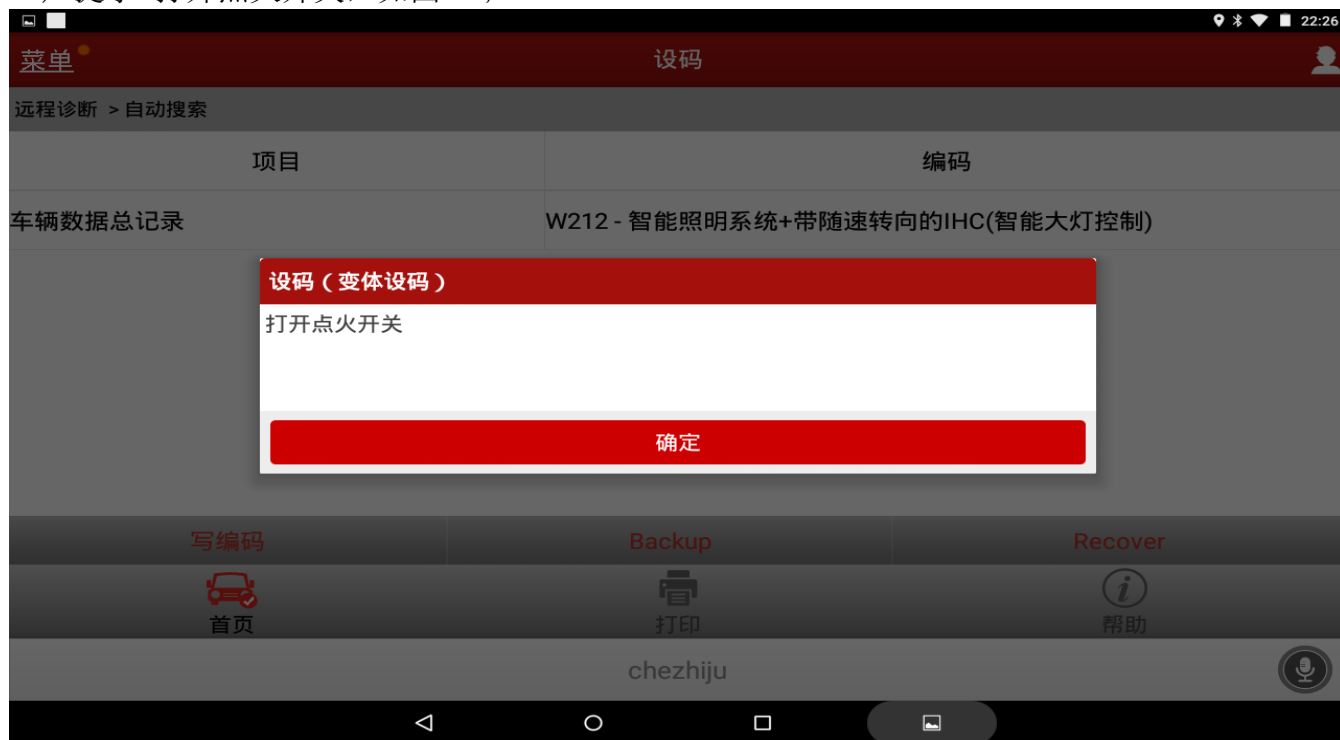 22:26
菜单
设码
远程诊断 > 自动搜索
项目
编码
车辆数据总记录
W212 - 智能照明系统+带随速转向的IHC(智能大灯控制)
设码（变体设码）
打开点火开关
确定
写编码
Backup
Recover
首页
打印
帮助
chezhiju